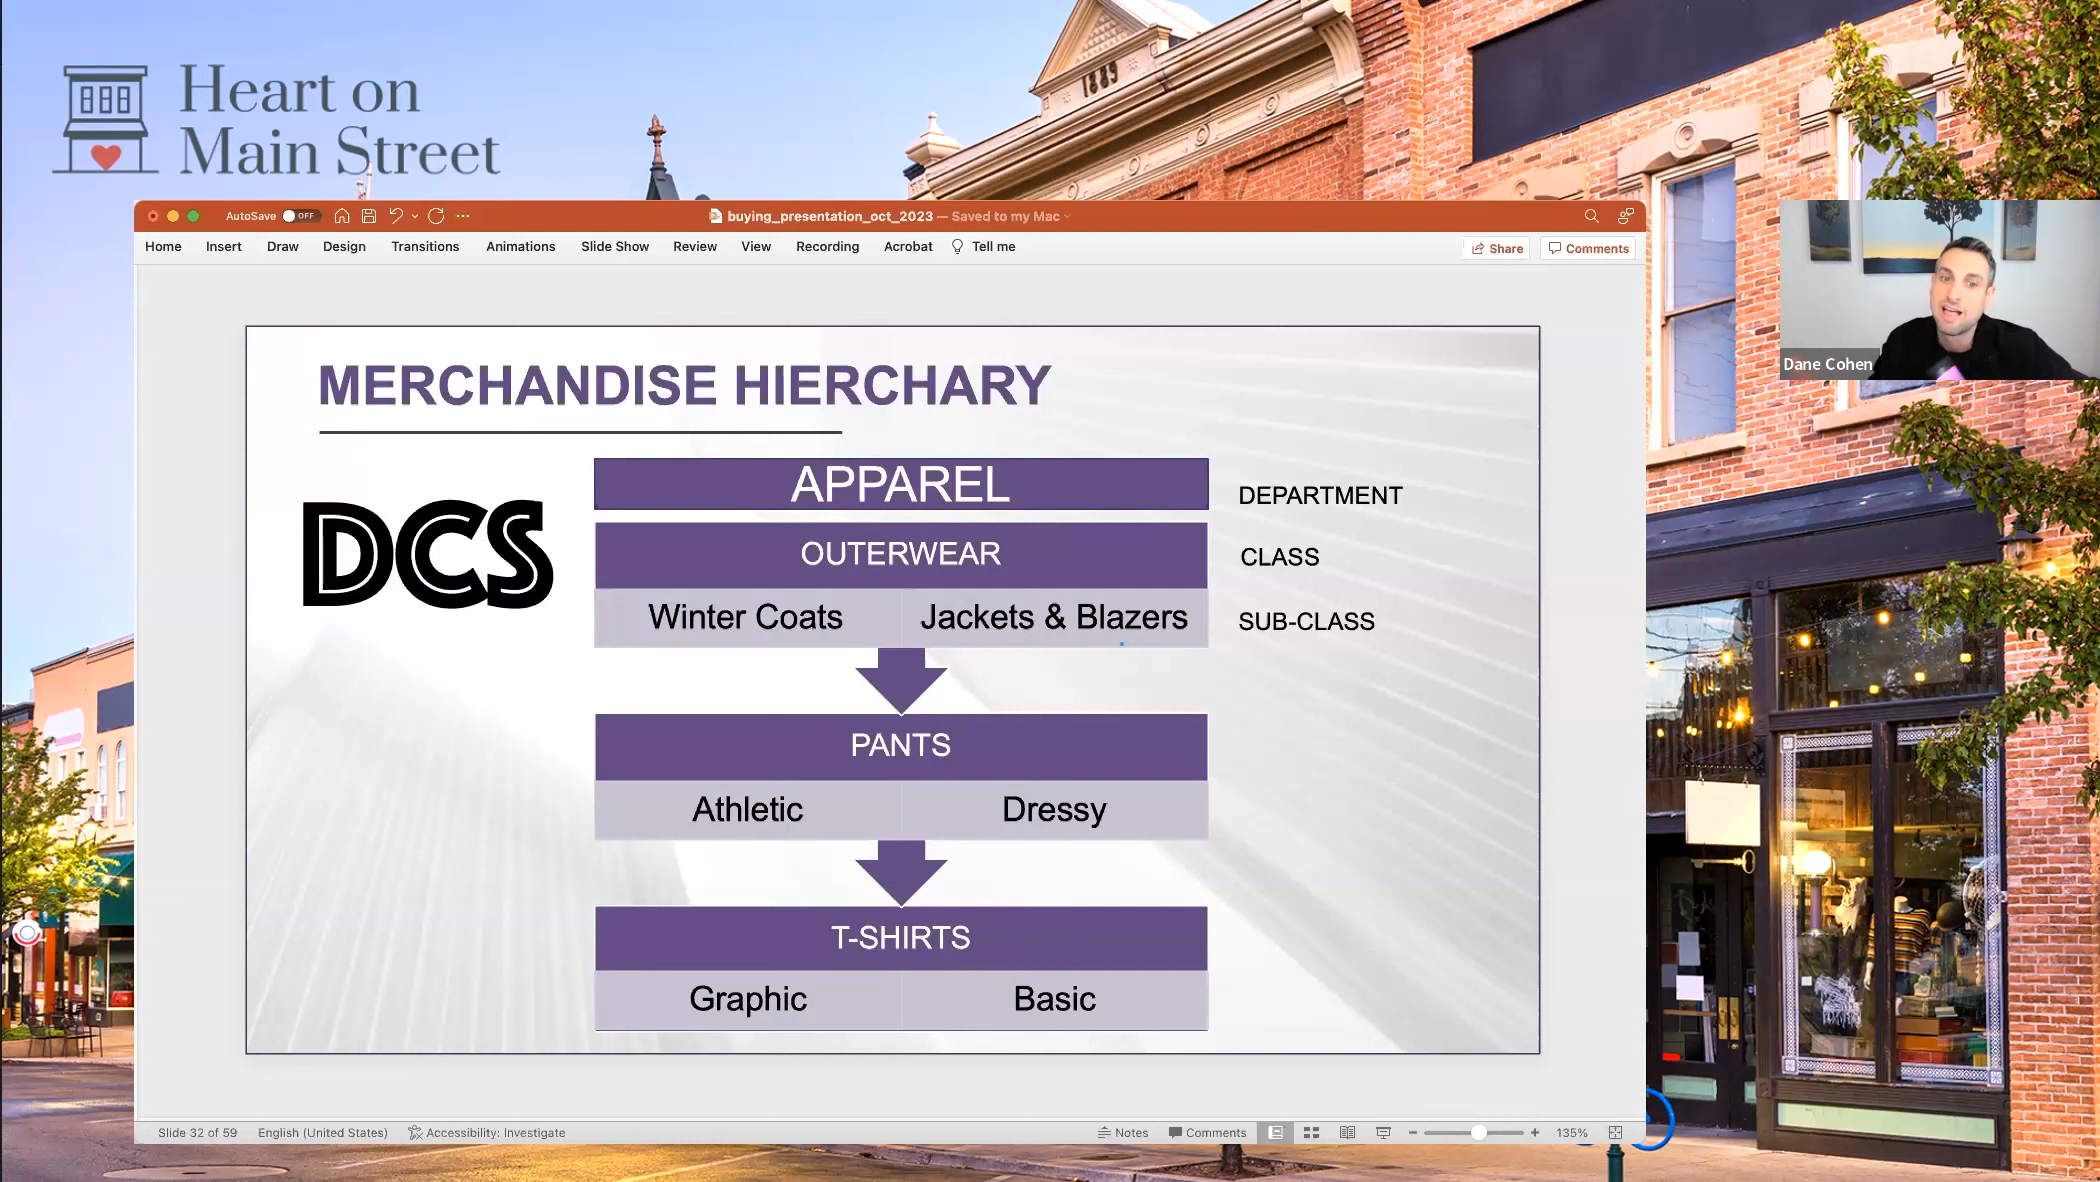 Heart on
Main Street
1889
AutoSave OFF
buying_presentation_oct_2023 — Saved to my Mac
Home Insert Draw Design Transitions Animations Slide Show Review View Recording Acrobat Tell me
Share Comments
Dane Cohen
MERCHANDISE HIERCHARY
DCS
APPAREL
DEPARTMENT
OUTERWEAR
CLASS
Winter Coats Jackets & Blazers
SUB-CLASS
PANTS
Athletic Dressy
T-SHIRTS
Graphic Basic
Slide 32 of 59 English (United States) Accessibility: Investigate Notes Comments 135%